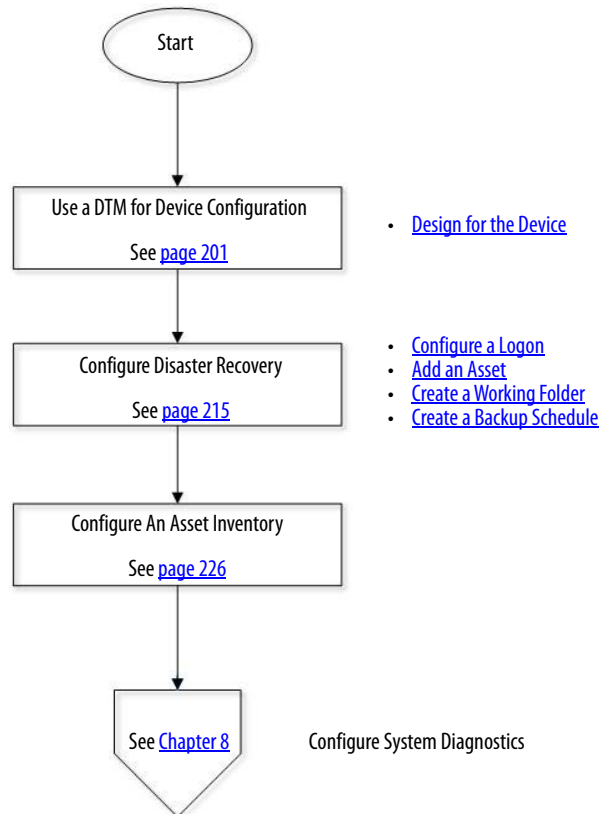 Start
Use a DTM for Device Configuration
See page 201
• Design for the Device
Configure Disaster Recovery
See page 215
• Configure a Logon
• Add an Asset
• Create a Working Folder
• Create a Backup Schedule
Configure An Asset Inventory
See page 226
See Chapter 8
Configure System Diagnostics